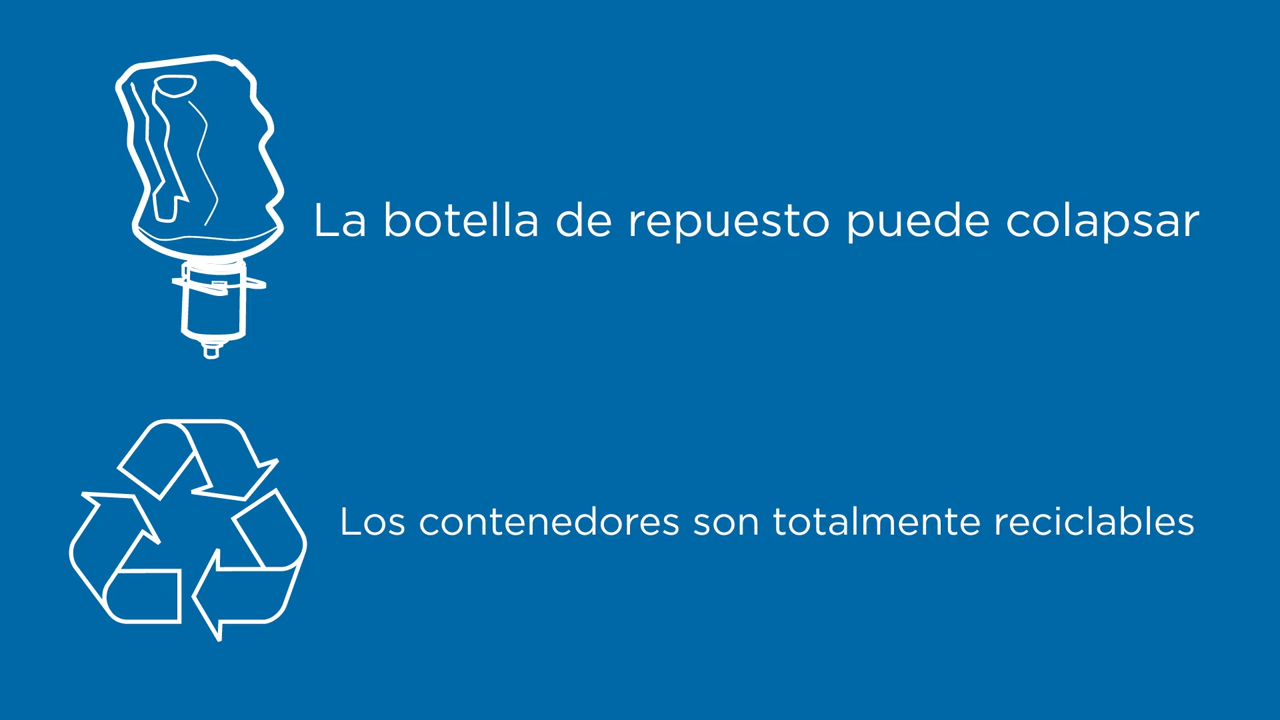 La botella de repuesto puede colapsar
Los contenedores son totalmente reciclables